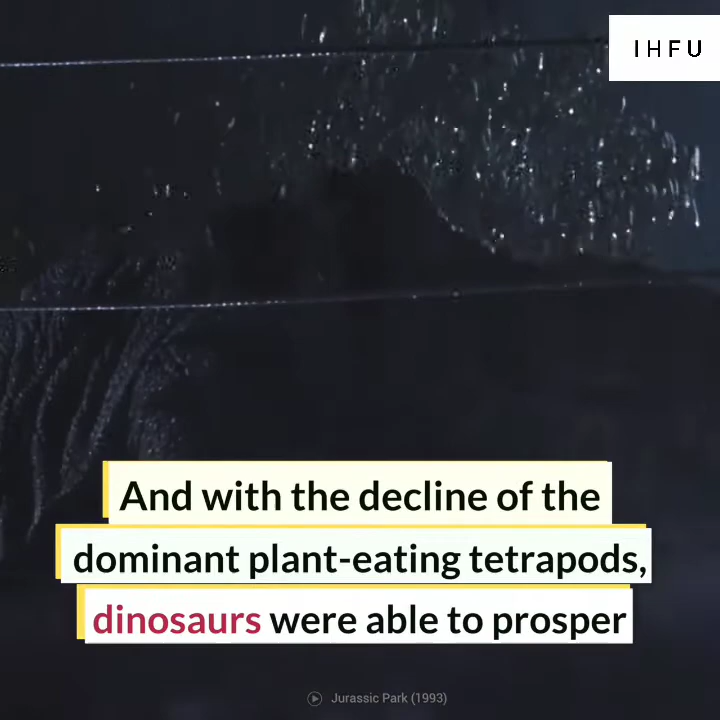 IHFU
And with the decline of the
dominant plant-eating tetrapods,
dinosaurs were able to prosper
Jurassic Park (1993)